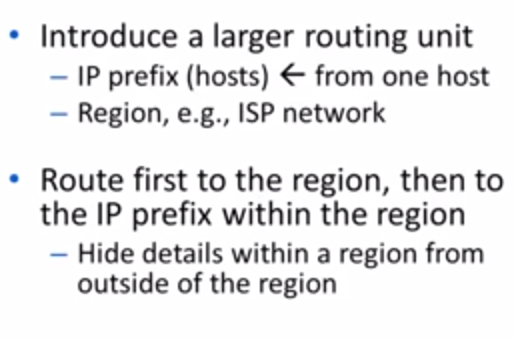 • Introduce a larger routing unit
– IP prefix (hosts) ← from one host
– Region, e.g., ISP network
• Route first to the region, then to
the IP prefix within the region
– Hide details within a region from
outside of the region